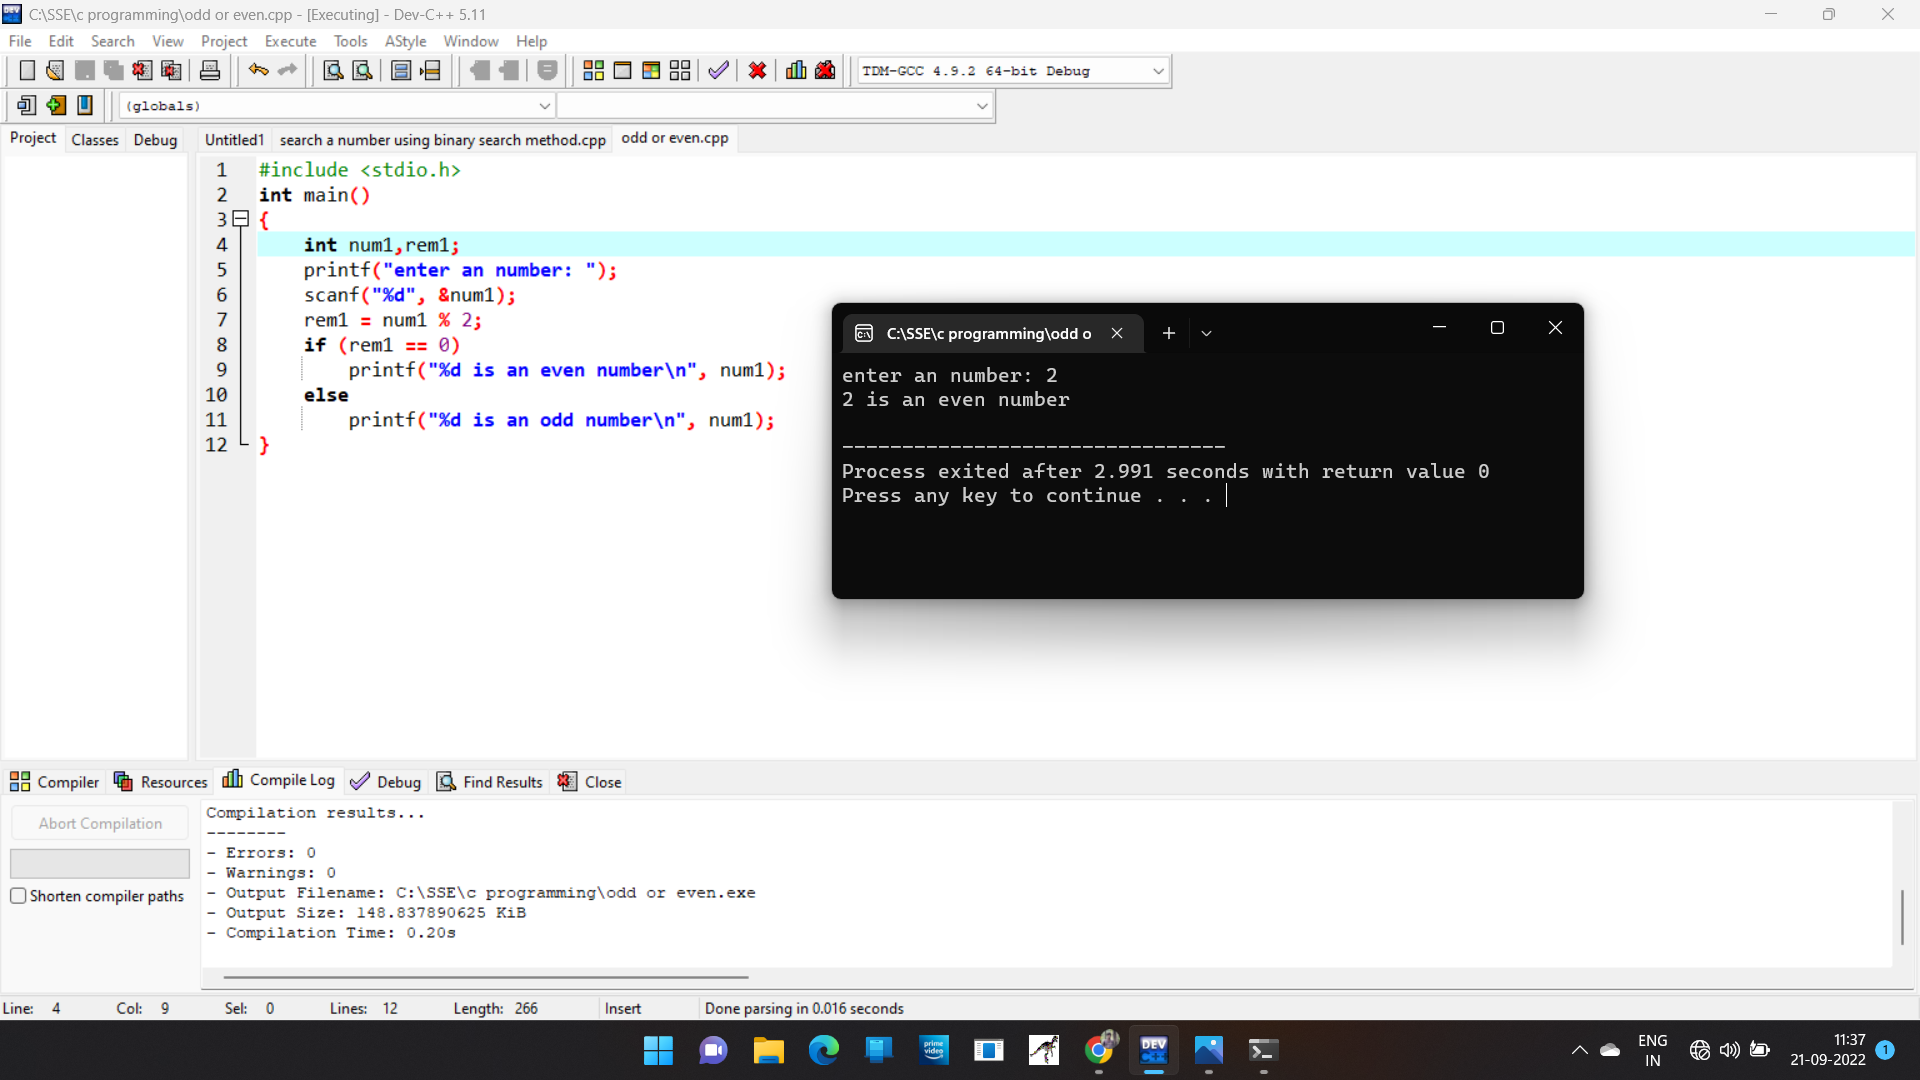 C:\SSE\c programming\odd or even.cpp - [Executing] - Dev-C++ 5.11
File Edit Search View Project Execute Tools AStyle Window Help
TDM-GCC 4.9.2 64-bit Debug
(globals)
Project Classes Debug Untitled1 search a number using binary search method.cpp odd or even.cpp
1 #include <stdio.h>
2 int main()
3 {
4 int num1,rem1;
5 printf("enter an number: ");
6 scanf("%d", &num1);
7 rem1 = num1 % 2;
8 if (rem1 == 0)
9 printf("%d is an even number\n", num1);
10 else
11 printf("%d is an odd number\n", num1);
12 }
C:\SSE\c programming\odd o
enter an number: 2
2 is an even number
--------------------------------
Process exited after 2.991 seconds with return value 0
Press any key to continue . . .
Compiler Resources Compile Log Debug Find Results Close
Abort Compilation
Shorten compiler paths
Compilation results...
--------
- Errors: 0
- Warnings: 0
- Output Filename: C:\SSE\c programming\odd or even.exe
- Output Size: 148.837890625 KiB
- Compilation Time: 0.20s
Line: 4 Col: 9 Sel: 0 Lines: 12 Length: 266 Insert Done parsing in 0.016 seconds
prime video
DEV C++
ENG
IN
11:37
21-09-2022
1